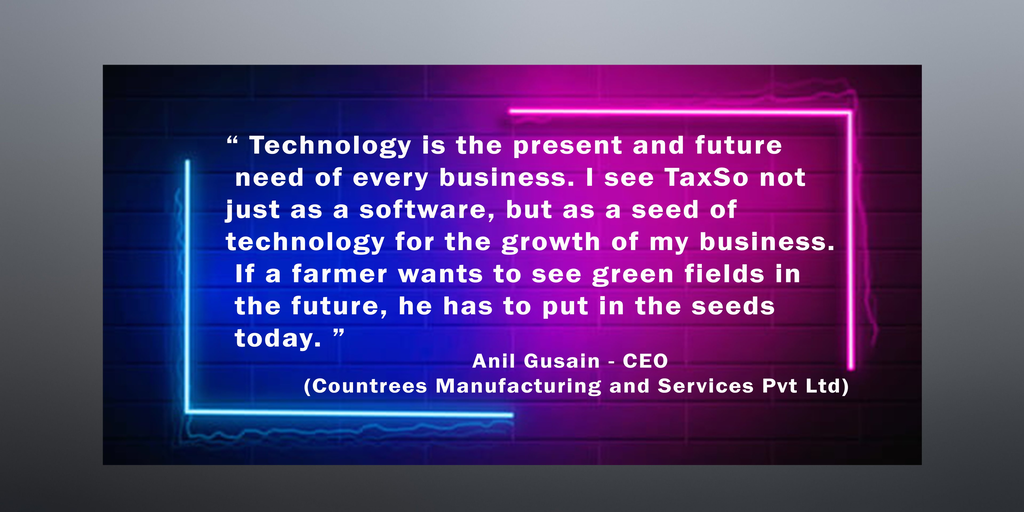 “ Technology is the present and future
need of every business. I see TaxSo not
just as a software, but as a seed of
technology for the growth of my business.
If a farmer wants to see green fields in
the future, he has to put in the seeds
today. ”
Anil Gusain - CEO
(Countrees Manufacturing and Services Pvt Ltd)